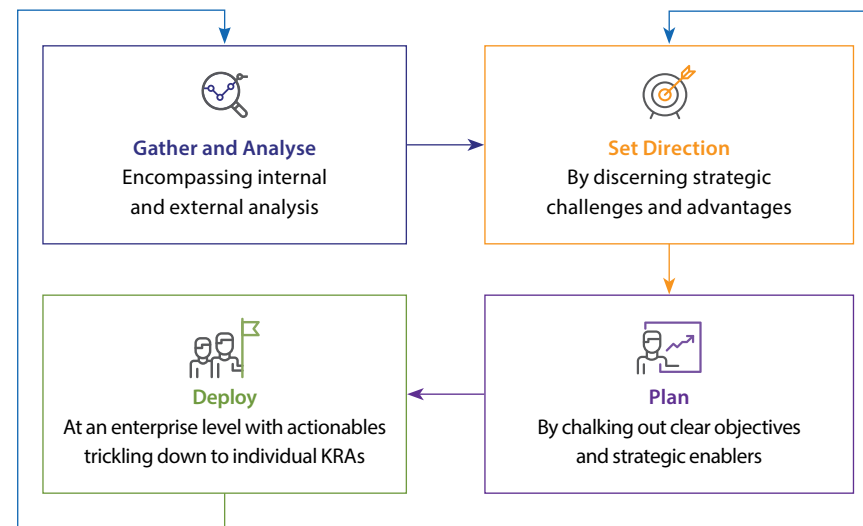 Gather and Analyse
Encompassing internal
and external analysis
Set Direction
By discerning strategic
challenges and advantages
Deploy
At an enterprise level with actionables
trickling down to individual KRAs
Plan
By chalking out clear objectives
and strategic enablers